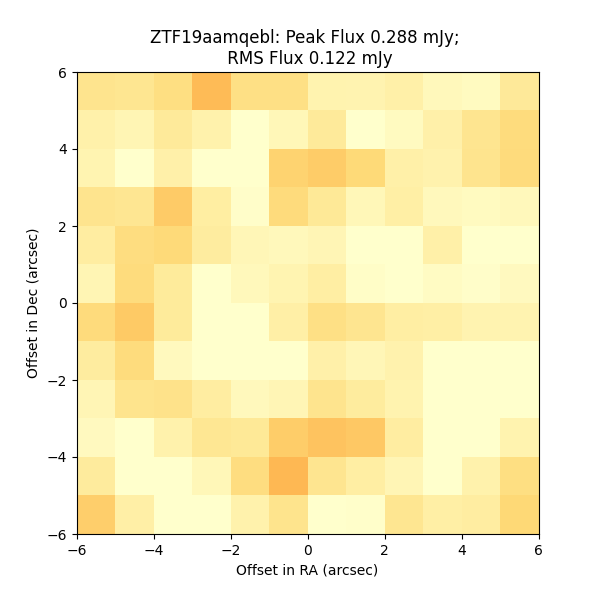 ZTF19aamqebl: Peak Flux 0.288 mJy;
RMS Flux 0.122 mJy
6
4
2
0
−2
−4
−6
Offset in Dec (arcsec)
−6 −4 −2 0 2 4 6
Offset in RA (arcsec)